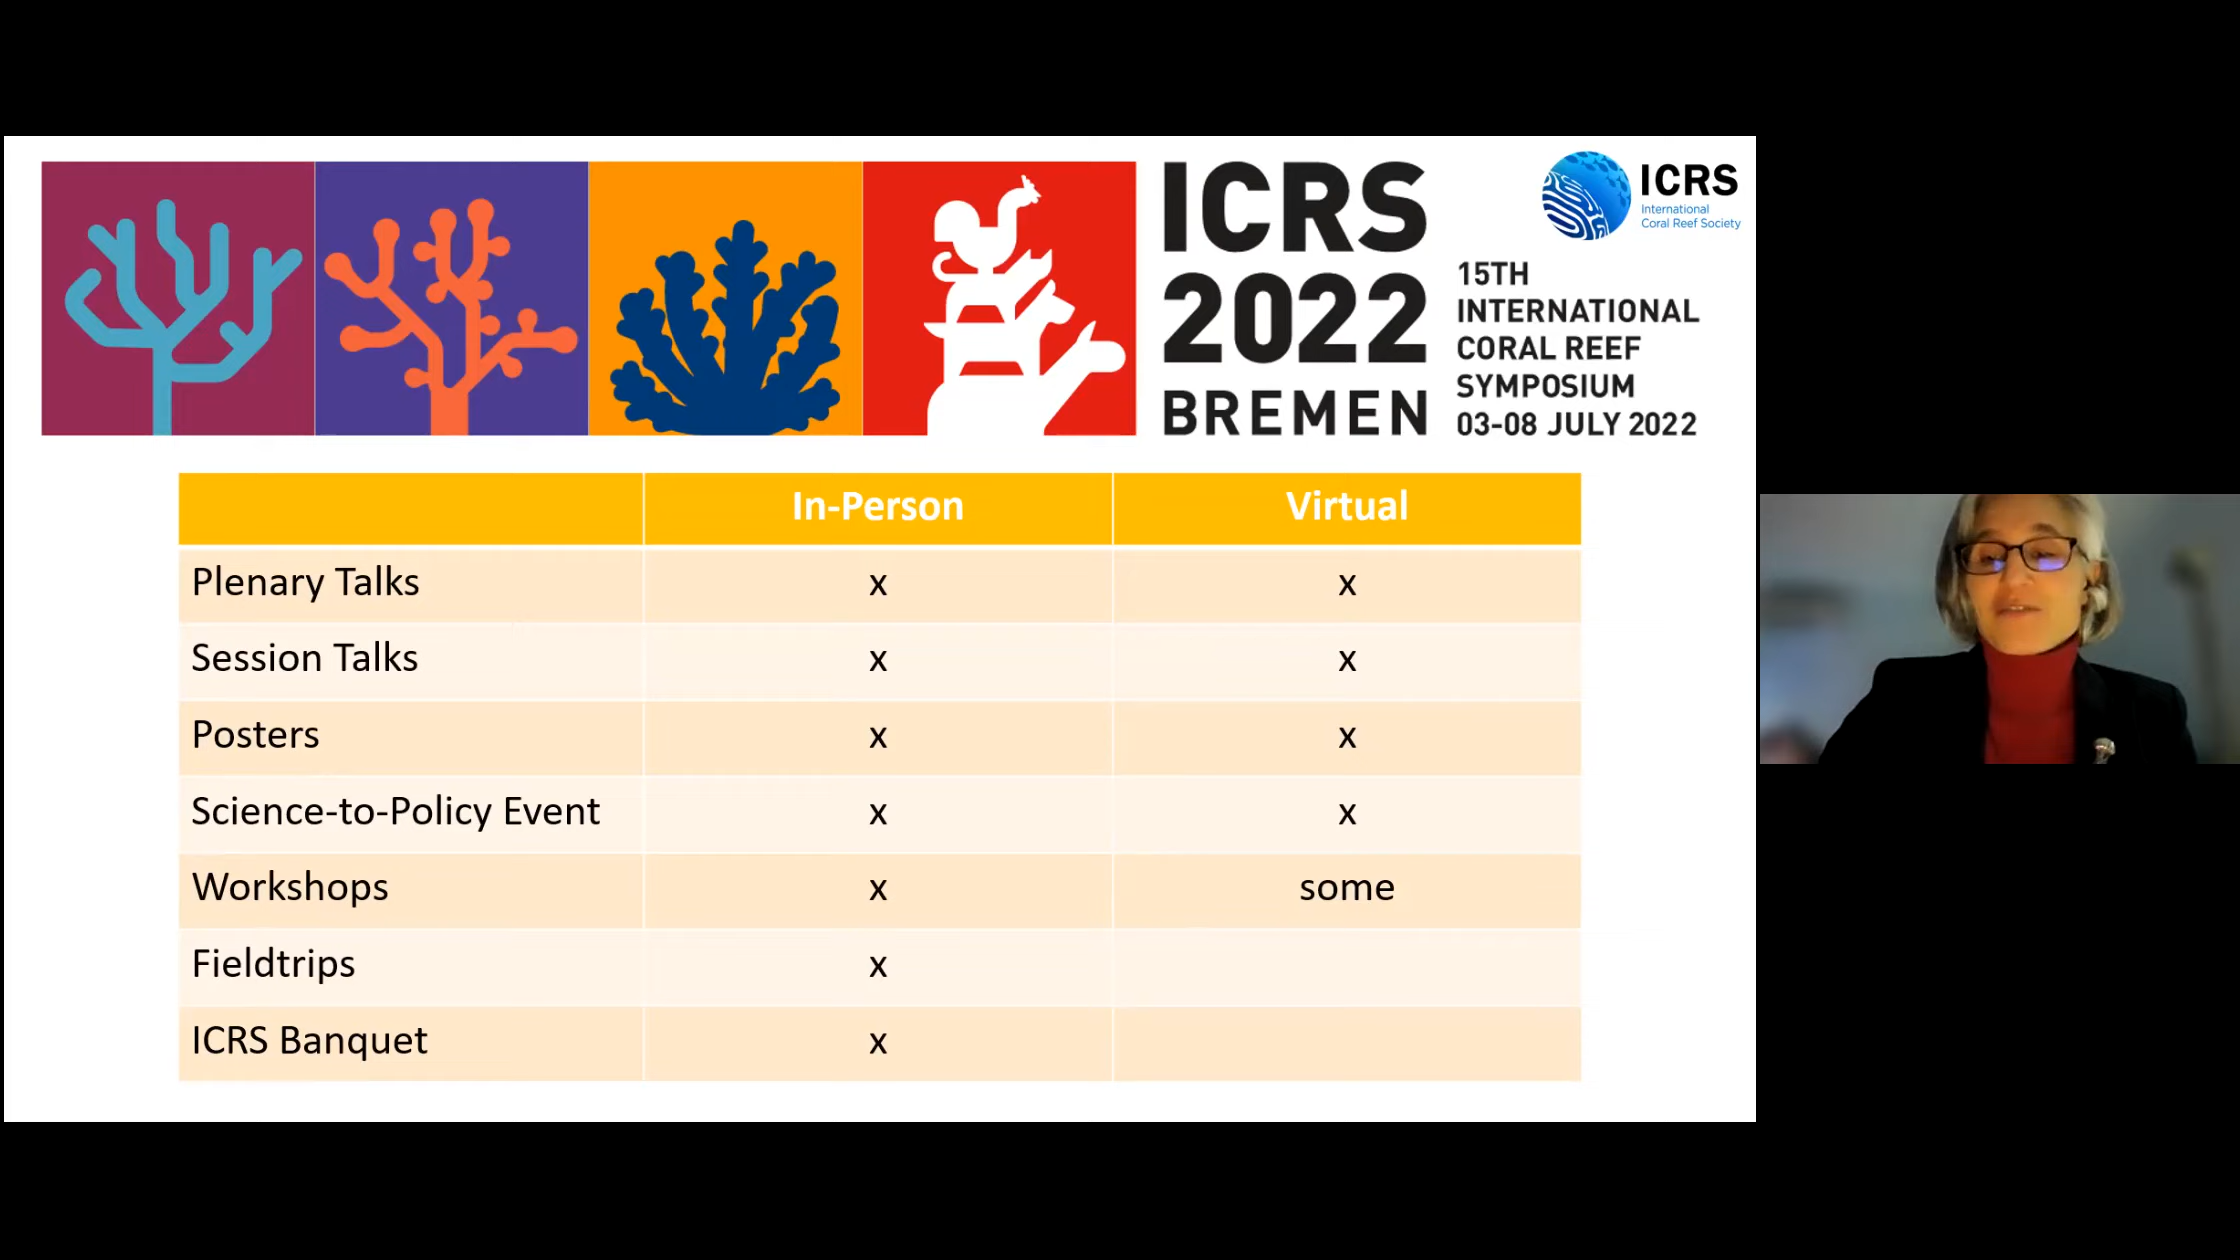 ICRS
2022
BREMEN
ICRS
International
Coral Reef Society
15TH
INTERNATIONAL
CORAL REEF
SYMPOSIUM
03-08 JULY 2022
In-Person Virtual
Plenary Talks x x
Session Talks x x
Posters x x
Science-to-Policy Event x x
Workshops x some
Fieldtrips x
ICRS Banquet x